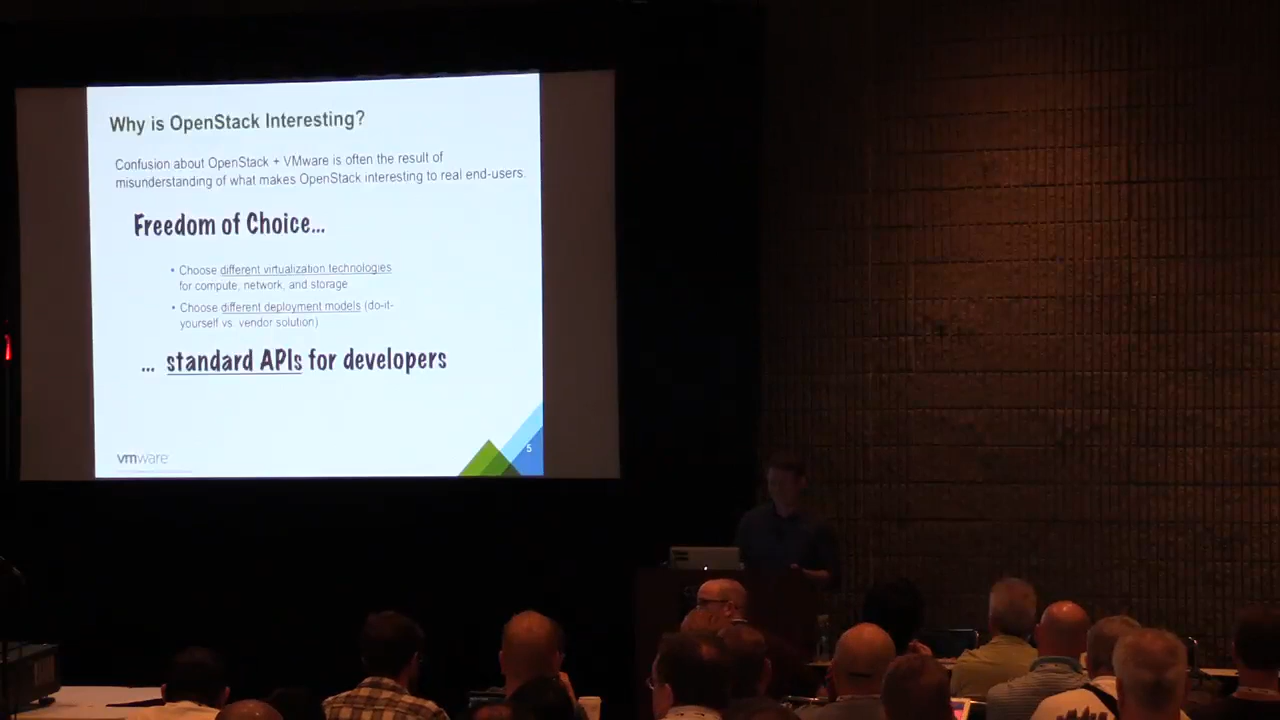 Why is OpenStack Interesting?
Confusion about OpenStack + VMware is often the result of
misunderstanding of what makes OpenStack interesting to real end-users.
Freedom of Choice...
• Choose different virtualization technologies
for compute, network, and storage
• Choose different deployment models (do-it-
yourself vs. vendor solution)
... standard APIs for developers
vmware
5